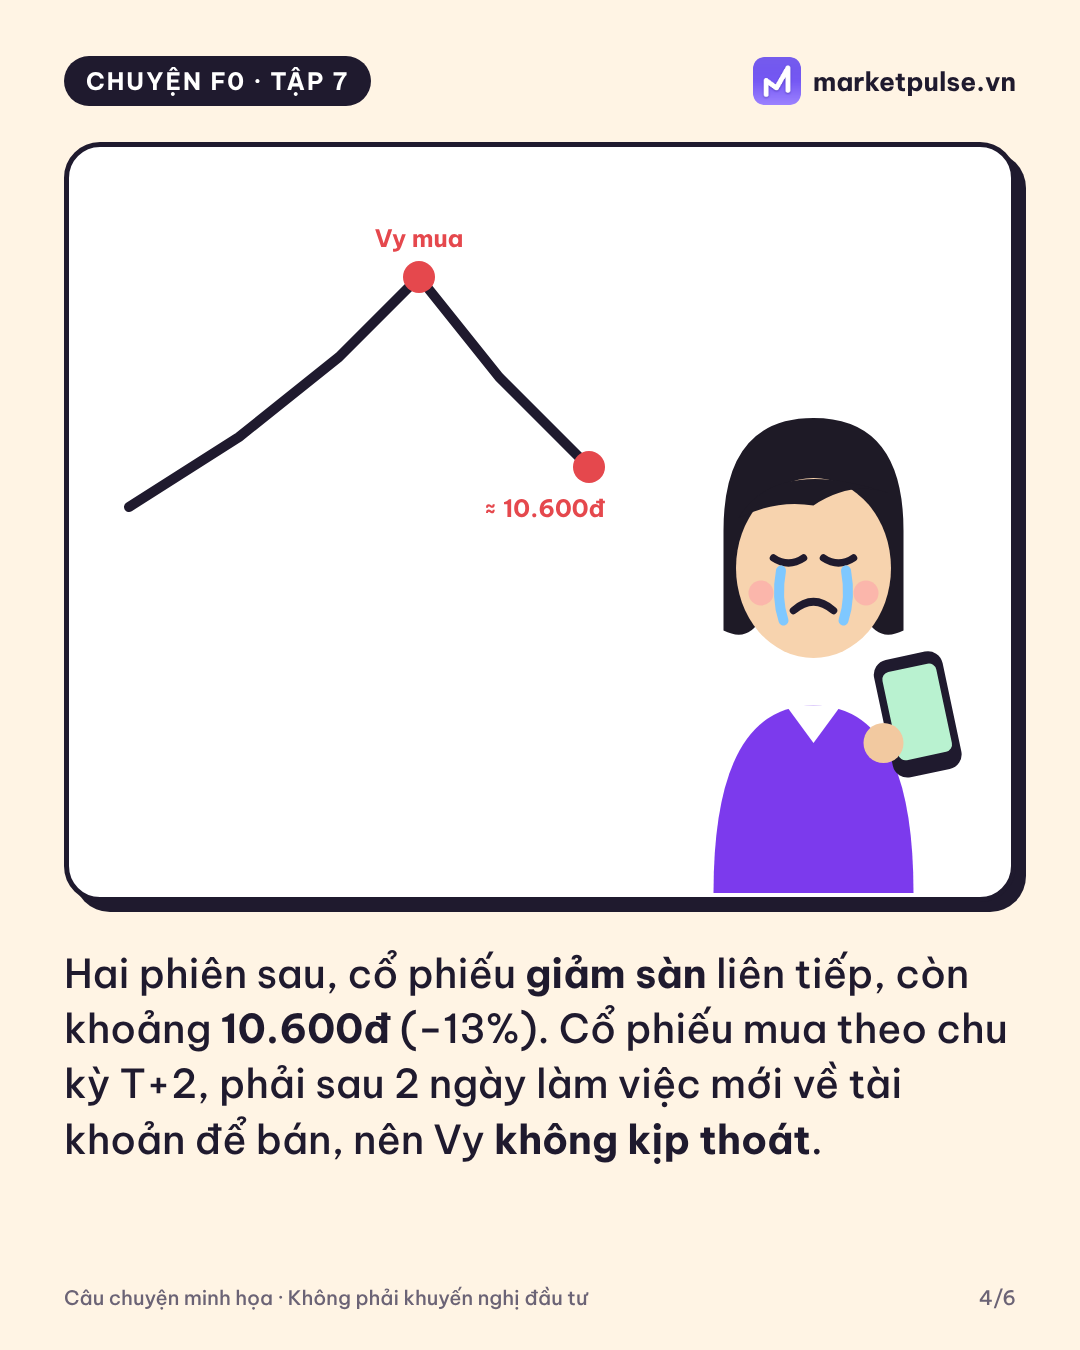 CHUYỆN F0 · TẬP 7
marketpulse.vn
Vy mua
≈ 10.600đ
Hai phiên sau, cổ phiếu giảm sàn liên tiếp, còn
khoảng 10.600đ (−13%). Cổ phiếu mua theo chu
kỳ T+2, phải sau 2 ngày làm việc mới về tài
khoản để bán, nên Vy không kịp thoát.
Câu chuyện minh họa · Không phải khuyến nghị đầu tư
4/6